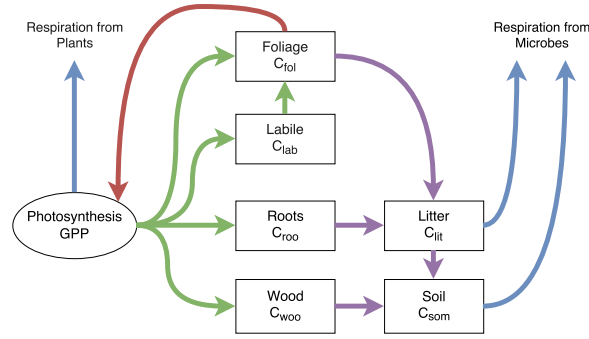 Respiration from
Plants
Foliage
Cfol
Respiration from
Microbes
Labile
Clab
Photosynthesis
GPP
Roots
Croo
Litter
Clit
Wood
Cwoo
Soil
Csom